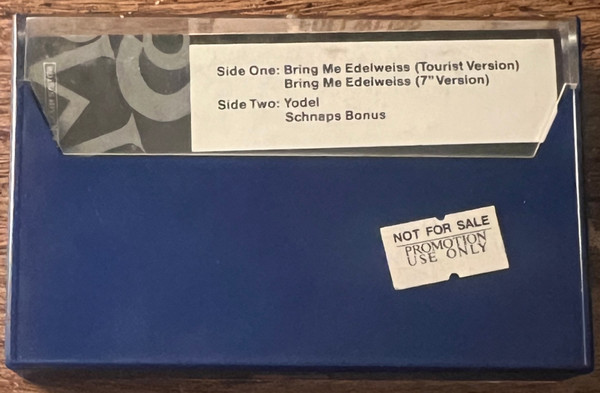 Side One: Bring Me Edelweiss (Tourist Version)
Bring Me Edelweiss (7" Version)
Side Two: Yodel
Schnaps Bonus
NOT FOR SALE
PROMOTION
USE ONLY